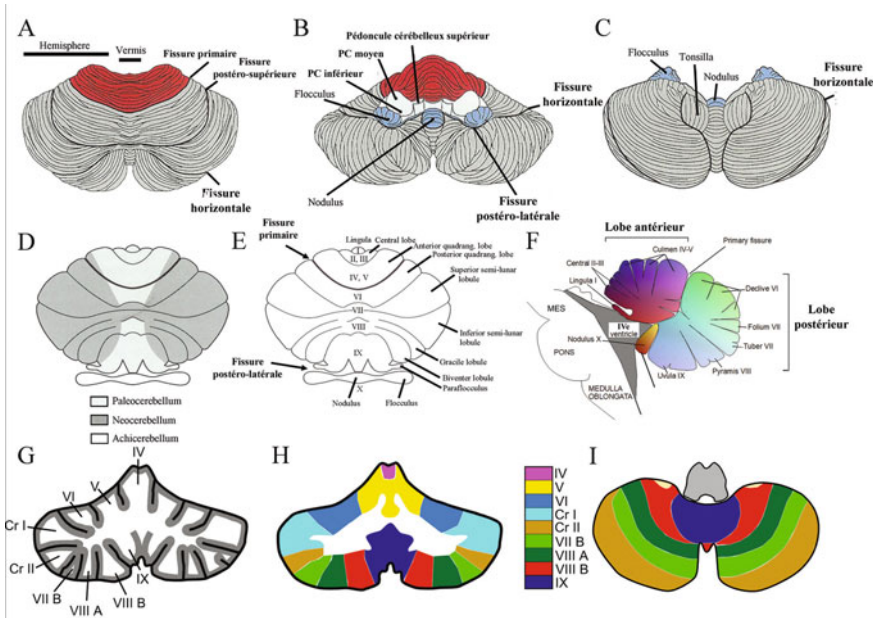 A
Hemisphere
Vermis
Fissure primaire
Fissure
postéro-supérieure
Fissure
horizontale
B
Pédoncule cérébelleux supérieur
PC moyen
PC inférieur
Flocculus
Fissure
horizontale
Nodulus
Fissure
postéro-latérale
C
Flocculus
Tonsilla
Nodulus
Fissure
horizontale
D
Paleocerebellum
Neocerebellum
Achicerebellum
E
Fissure
primaire
Lingula
Central lobe
II, III
Anterior quadrang. lobe
Posterior quadrang. lobe
IV, V
Superior semi-lunar
lobule
VI
VII
VIII
Inferior semi-lunar
lobule
IX
Gracile lobule
Fissure
postéro-latérale
Biventer lobule
Paraflocculus
X
Nodulus
Flocculus
F
Lobe antérieur
Culmen IV-V
Primary fissure
Central II-III
Lingula I
Declive VI
MES
IVe
ventricule
Lobe
postérieur
Nodulus X
Folium VII
PONS
Tuber VII
Uvula IX
Pyramis VIII
MEDULLA
OBLONGATA
G
IV
V
VI
Cr I
Cr II
VII B
VIII A
VIII B
IX
H
IV
V
VI
Cr I
Cr II
VII B
VIII A
VIII B
IX
I